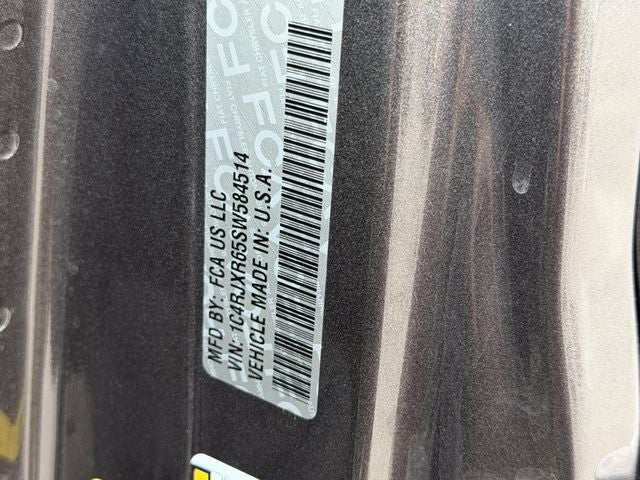 MFD BY: FCA US LLC
VIN: 1C4RJXR65SW584514
VEHICLE MADE IN: U.S.A.